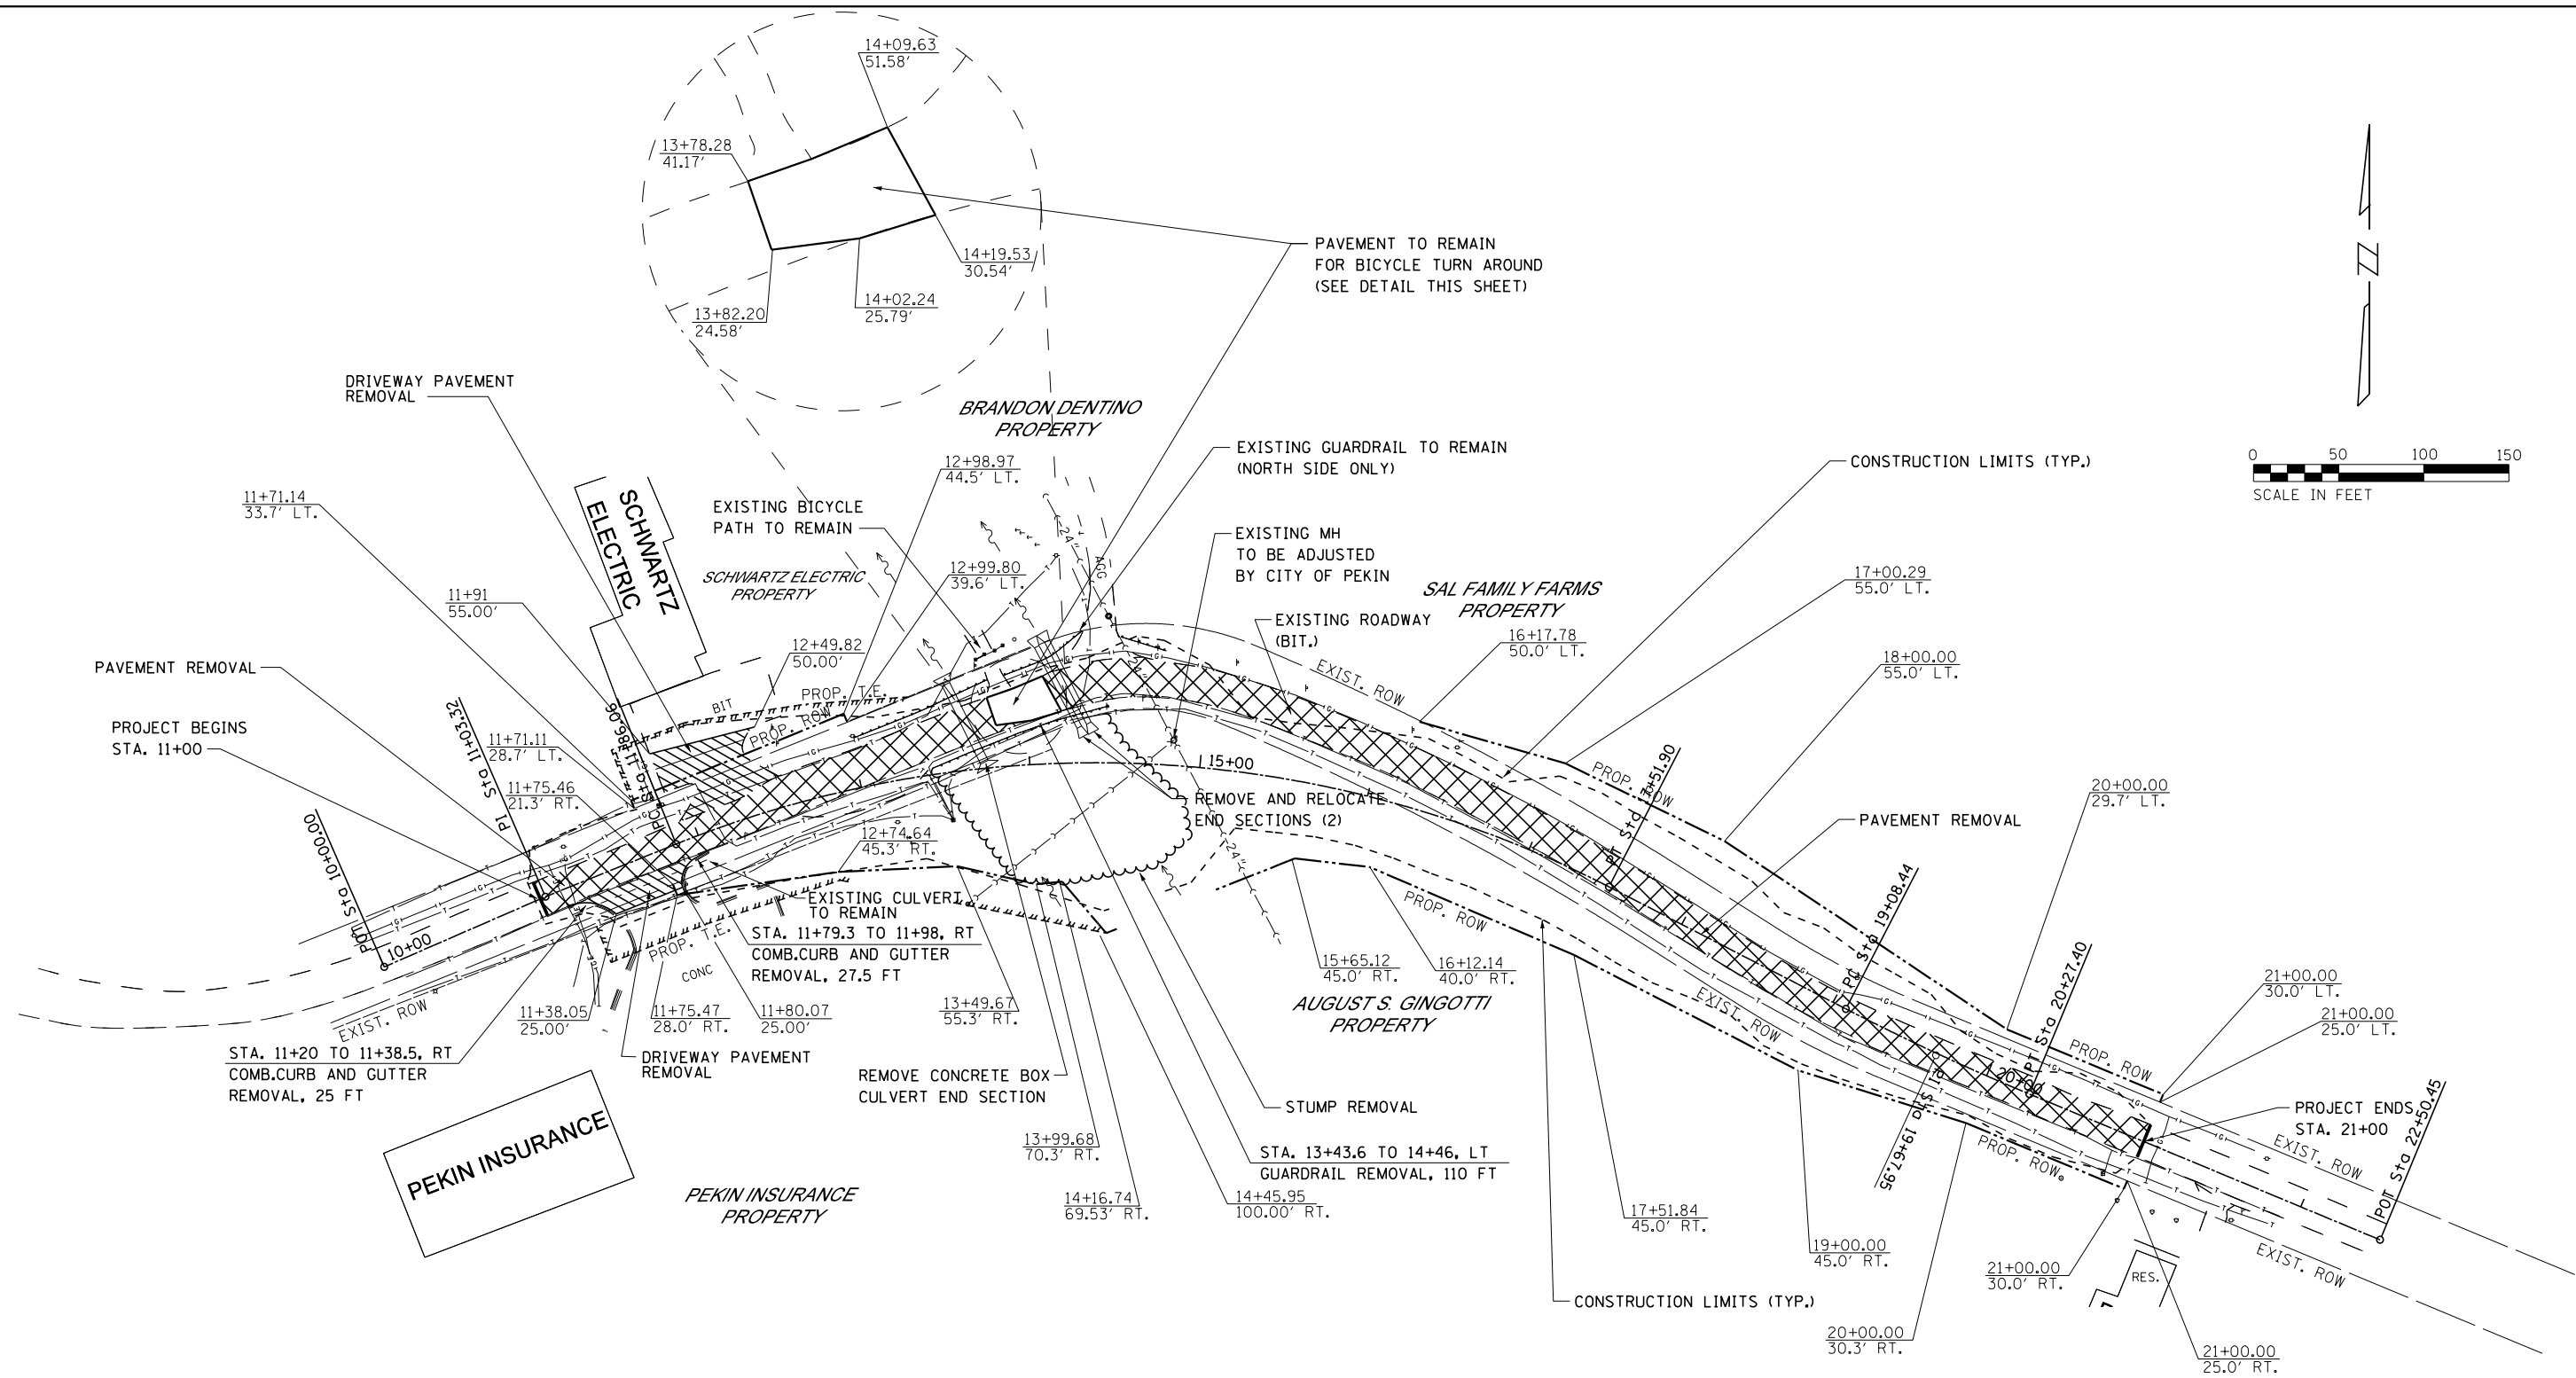 14+09.63
51.58'
13+78.28
41.17'
14+19.53
30.54'
14+02.24
25.79'
13+82.20
24.58'
PAVEMENT TO REMAIN
FOR BICYCLE TURN AROUND
(SEE DETAIL THIS SHEET)
N
0 50 100 150
SCALE IN FEET
DRIVEWAY PAVEMENT
REMOVAL
BRANDON DENTINO
PROPERTY
EXISTING GUARDRAIL TO REMAIN
(NORTH SIDE ONLY)
CONSTRUCTION LIMITS (TYP.)
12+98.97
44.5' LT.
11+71.14
33.7' LT.
SCHWARTZ
ELECTRIC
EXISTING BICYCLE
PATH TO REMAIN
24"
AGG
EXISTING MH
TO BE ADJUSTED
BY CITY OF PEKIN
SCHWARTZ ELECTRIC
PROPERTY
12+99.80
39.6' LT.
11+91
55.00'
SAL FAMILY FARMS
PROPERTY
17+00.29
55.0' LT.
EXISTING ROADWAY
(BIT.)
16+17.78
50.0' LT.
12+49.82
50.00'
18+00.00
55.0' LT.
PAVEMENT REMOVAL
PROJECT BEGINS
STA. 11+00
PI Sta 11+03.32
PC Sta 11+86.06
BIT
PROP. T.E.
PROP. ROW
24"
EXIST. ROW
11+71.11
28.7' LT.
11+75.46
21.3' RT.
15+00
PROP. ROW
PT Sta 17+51.90
20+00.00
29.7' LT.
REMOVE AND RELOCATE
END SECTIONS (2)
PAVEMENT REMOVAL
POT Sta 10+00.00
10+00
12+74.64
45.3' RT.
24"
EXISTING CULVERT
TO REMAIN
STA. 11+79.3 TO 11+98, RT
COMB.CURB AND GUTTER
REMOVAL, 27.5 FT
PROP. T.E.
CONC
PROP. ROW
PC Sta 19+08.44
PT Sta 20+27.40
15+65.12
45.0' RT.
16+12.14
40.0' RT.
21+00.00
30.0' LT.
21+00.00
25.0' LT.
EXIST. ROW
11+38.05
25.00'
11+75.47
28.0' RT.
11+80.07
25.00'
13+49.67
55.3' RT.
AUGUST S. GINGOTTI
PROPERTY
EXIST. ROW
STA. 11+20 TO 11+38.5, RT
COMB.CURB AND GUTTER
REMOVAL, 25 FT
DRIVEWAY PAVEMENT
REMOVAL
REMOVE CONCRETE BOX
CULVERT END SECTION
STUMP REMOVAL
PROP. ROW
20+00
PI Sta 19+67.95
PROJECT ENDS
STA. 21+00
POT Sta 22+50.45
EXIST. ROW
PROP. ROW
PEKIN INSURANCE
13+99.68
70.3' RT.
STA. 13+43.6 TO 14+46, LT
GUARDRAIL REMOVAL, 110 FT
PEKIN INSURANCE
PROPERTY
14+16.74
69.53' RT.
14+45.95
100.00' RT.
17+51.84
45.0' RT.
19+00.00
45.0' RT.
21+00.00
30.0' RT.
RES.
EXIST. ROW
CONSTRUCTION LIMITS (TYP.)
20+00.00
30.3' RT.
21+00.00
25.0' RT.